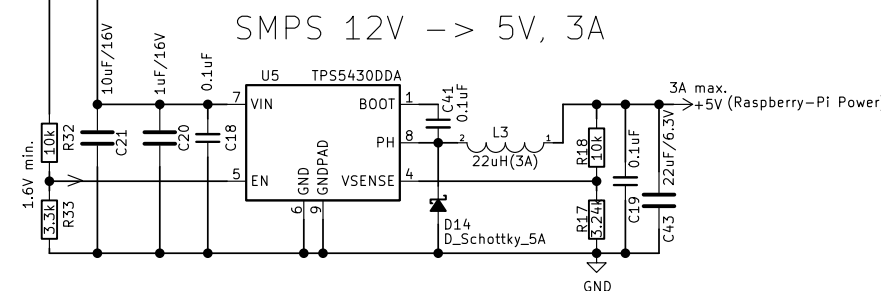 SMPS 12V -> 5V, 3A
10uF/16V
1uF/16V
0.1uF
U5 TPS5430DDA
C41
0.1uF
3A max.
+5V (Raspberry-Pi Power
7 VIN BOOT 1
10k R32
C21
C20
C18
PH 8
2 L3 1
22uH(3A)
R18 10k
0.1uF
22uF/6.3V
1.6V min.
5 EN VSENSE 4
GND
GNDPAD
6
9
3.3k R33
D14
D_Schottky_5A
R17 3.24k
C19
C43
GND